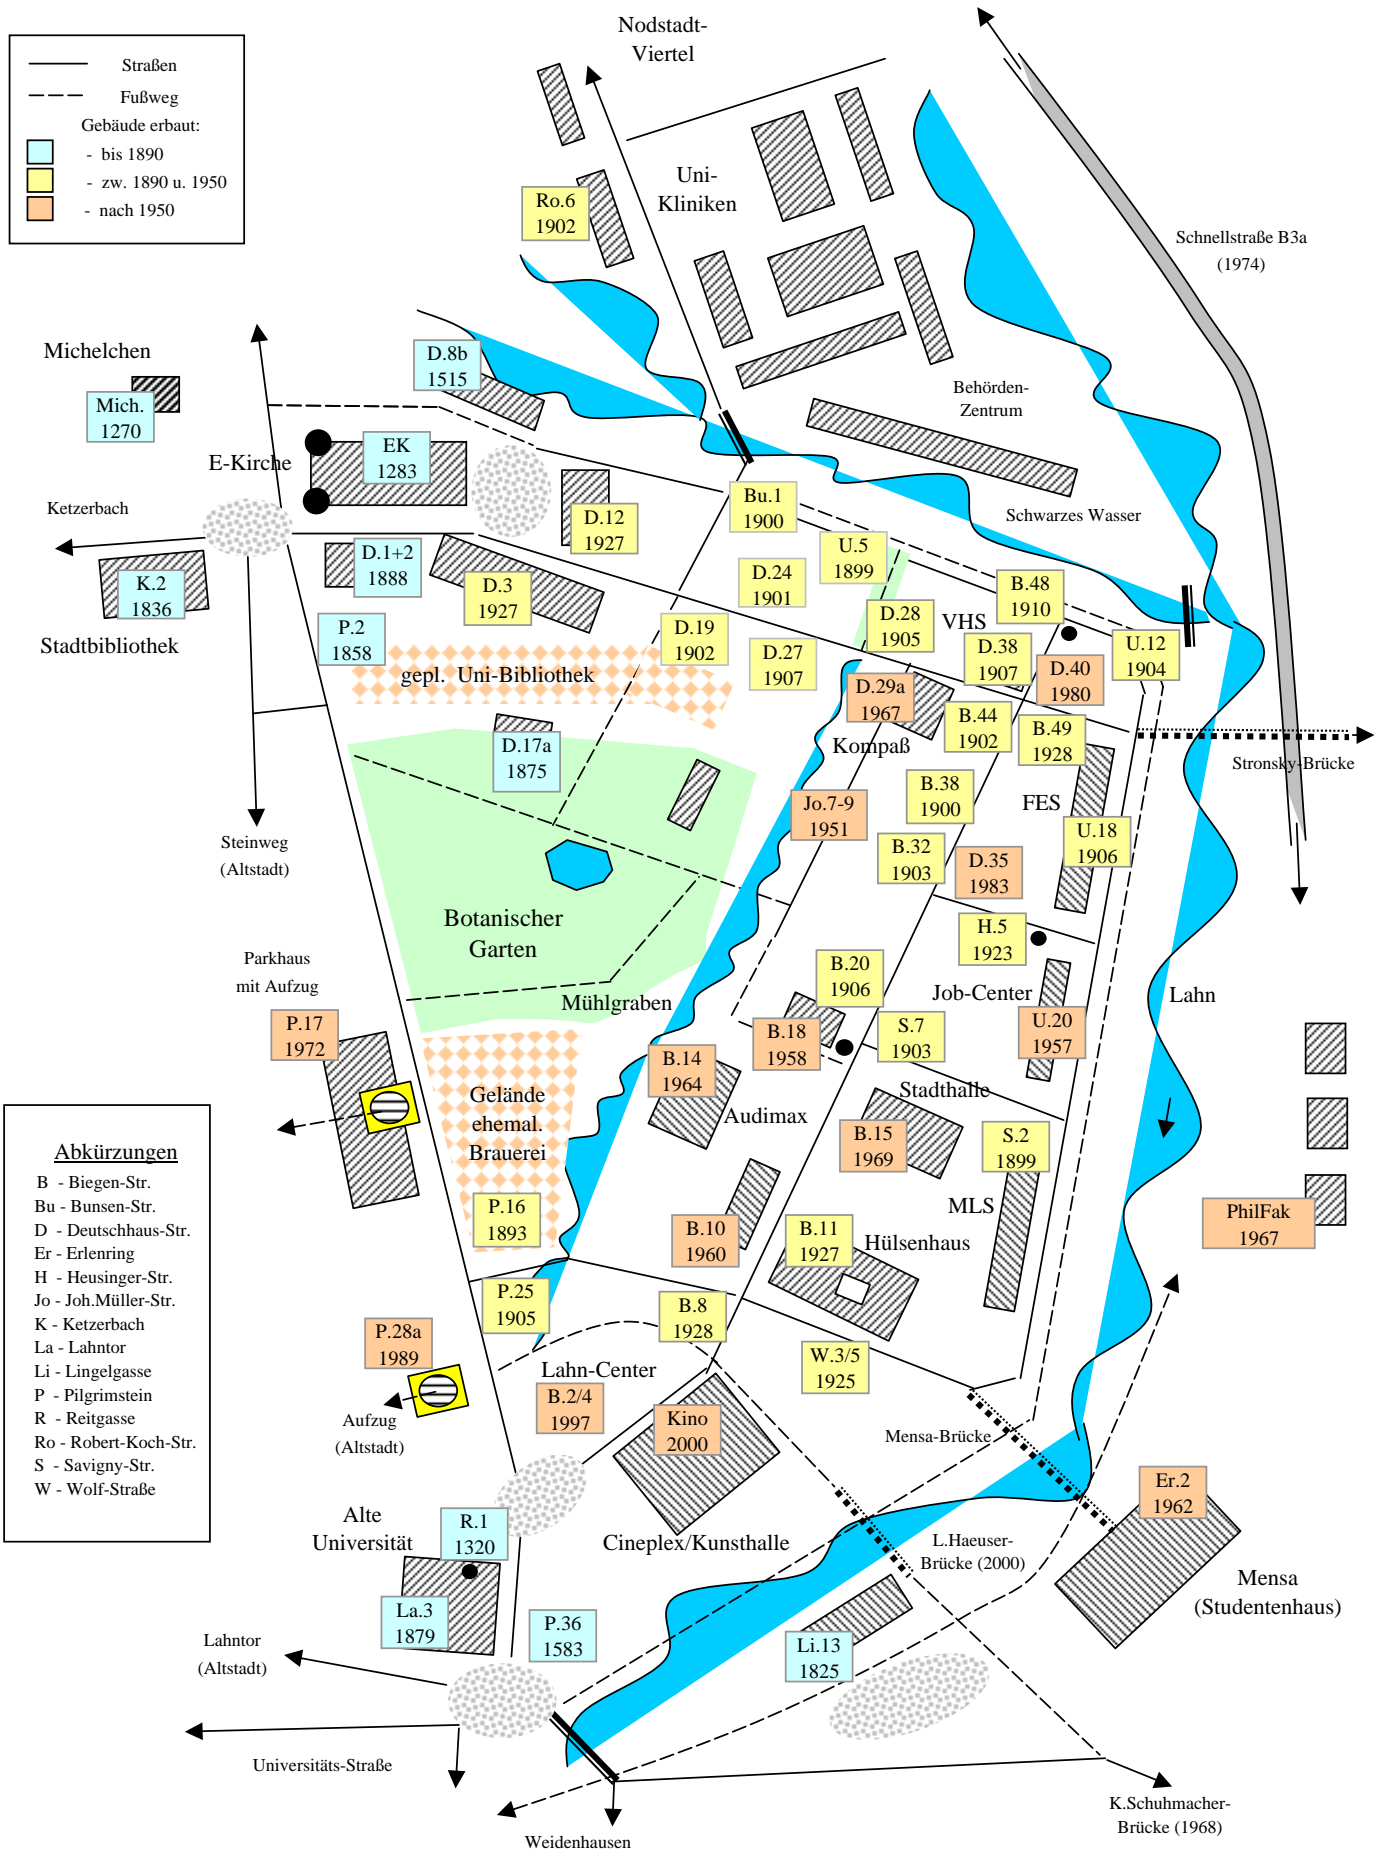 Nodstadt-
Viertel
Straßen
Fußweg
Gebäude erbaut:
- bis 1890
- zw. 1890 u. 1950
- nach 1950
Uni-
Kliniken
Ro.6
1902
Schnellstraße B3a
(1974)
Michelchen
Mich.
1270
D.8b
1515
Behörden-
Zentrum
E-Kirche
EK
1283
Ketzerbach
Bu.1
1900
Schwarzes Wasser
D.12
1927
K.2
1836
Stadtbibliothek
D.1+2
1888
D.3
1927
U.5
1899
D.24
1901
B.48
1910
P.2
1858
D.19
1902
D.27
1907
D.28
1905
VHS
D.38
1907
D.40
1980
U.12
1904
gepl. Uni-Bibliothek
D.29a
1967
Kompaß
B.44
1902
B.49
1928
Stronsky-Brücke
D.17a
1875
Jo.7-9
1951
B.38
1900
FES
U.18
1906
Steinweg
(Altstadt)
B.32
1903
D.35
1983
Botanischer
Garten
H.5
1923
Parkhaus
mit Aufzug
Mühlgraben
B.20
1906
Job-Center
Lahn
P.17
1972
B.14
1964
B.18
1958
S.7
1903
U.20
1957
Gelände
ehemal.
Brauerei
Audimax
Stadthalle
B.15
1969
S.2
1899
Abkürzungen
B - Biegen-Str.
Bu - Bunsen-Str.
D - Deutschhaus-Str.
Er - Erlenring
H - Heusinger-Str.
Jo - Joh.Müller-Str.
K - Ketzerbach
La - Lahntor
Li - Lingelgasse
P - Pilgrimstein
R - Reitgasse
Ro - Robert-Koch-Str.
S - Savigny-Str.
W - Wolf-Straße
P.16
1893
B.10
1960
B.11
1927
Hülsenhaus
MLS
PhilFak
1967
P.25
1905
B.8
1928
P.28a
1989
W.3/5
1925
Lahn-Center
B.2/4
1997
Aufzug
(Altstadt)
Kino
2000
Mensa-Brücke
Er.2
1962
Alte
Universität
R.1
1320
Cineplex/Kunsthalle
L.Haeuser-
Brücke (2000)
Mensa
(Studentenhaus)
La.3
1879
P.36
1583
Lahntor
(Altstadt)
Li.13
1825
Universitäts-Straße
K.Schuhmacher-
Brücke (1968)
Weidenhausen